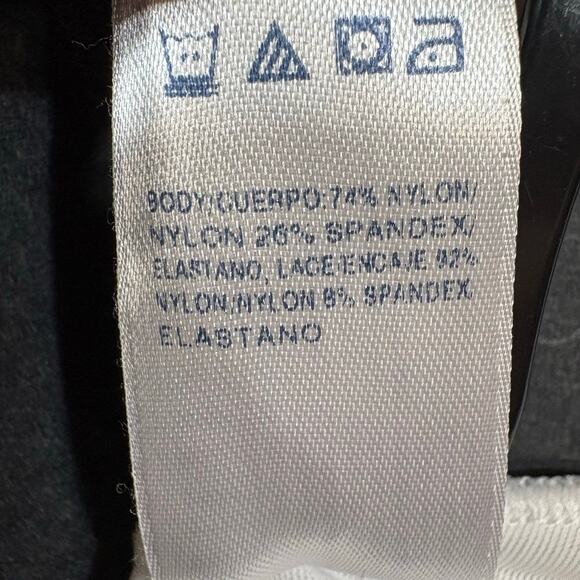 BODY/CUERPO:74% NYLON/
NYLON 26% SPANDEX/
ELASTANO, LACE/ENCAJE 92%
NYLON/NYLON 8% SPANDEX
ELASTANO